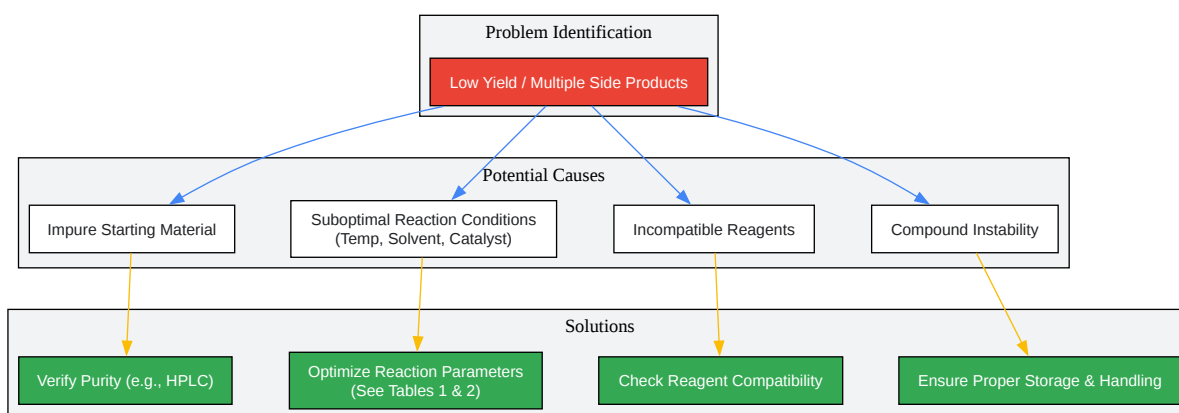 Problem Identification
Low Yield / Multiple Side Products
Potential Causes
Impure Starting Material
Suboptimal Reaction Conditions
(Temp, Solvent, Catalyst)
Incompatible Reagents
Compound Instability
Solutions
Verify Purity (e.g., HPLC)
Optimize Reaction Parameters
(See Tables 1 & 2)
Check Reagent Compatibility
Ensure Proper Storage & Handling